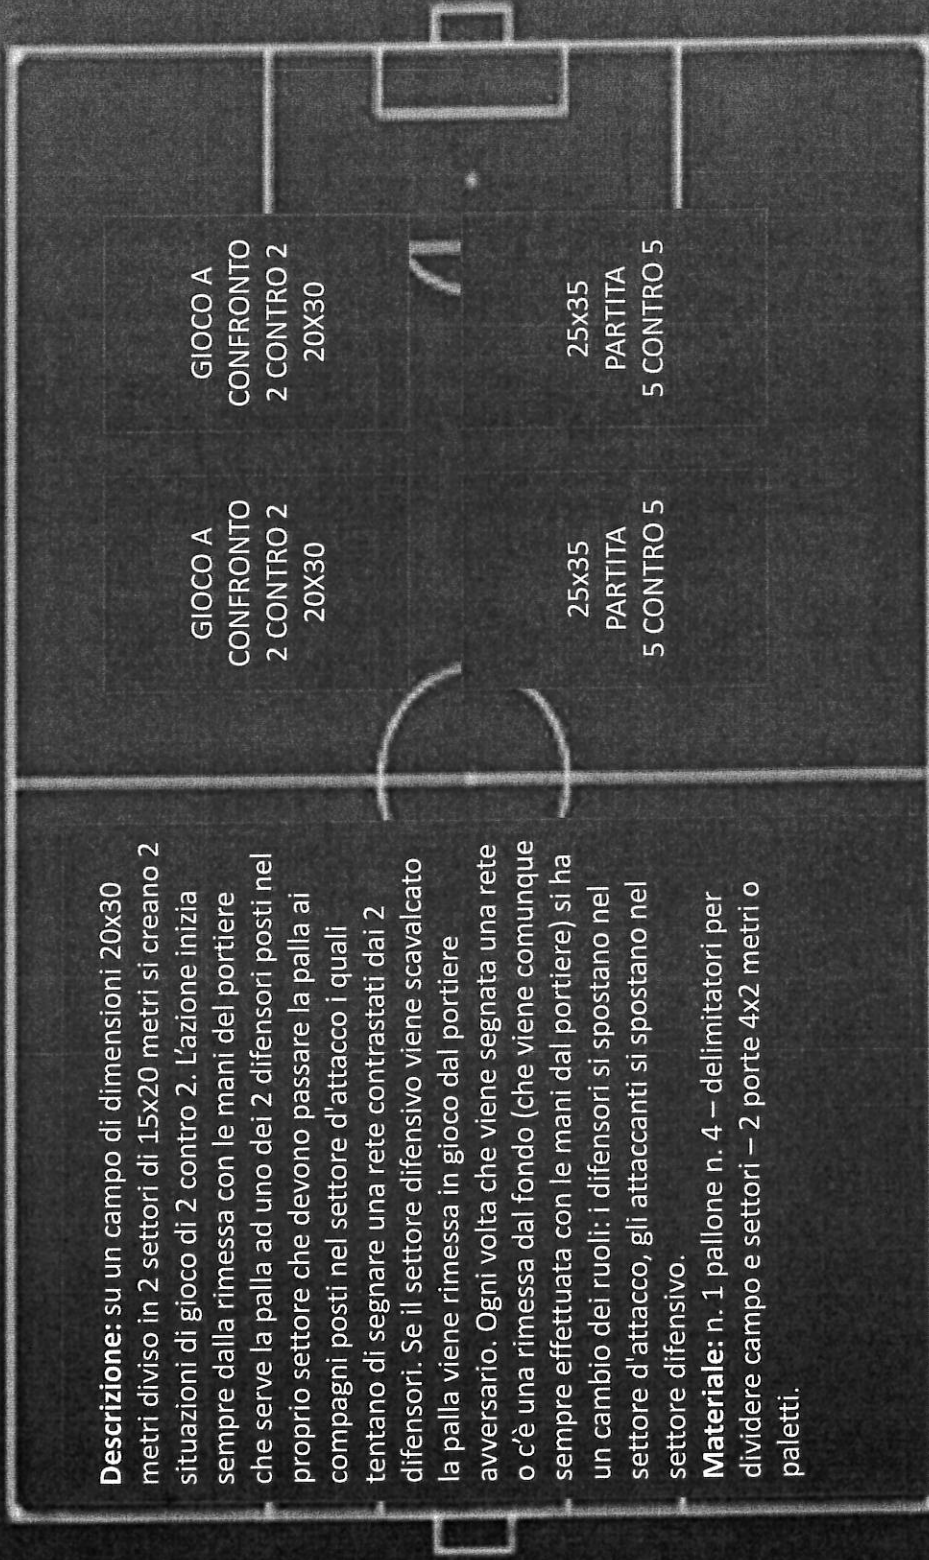 Descrizione: su un campo di dimensioni 20x30
metri diviso in 2 settori di 15x20 metri si creano 2
situazioni di gioco di 2 contro 2. L'azione inizia
sempre dalla rimessa con le mani del portiere
che serve la palla ad uno dei 2 difensori posti nel
proprio settore che devono passare la palla ai
compagni posti nel settore d'attacco i quali
tentano di segnare una rete contrastati dai 2
difensori. Se il settore difensivo viene scavalcato
la palla viene rimessa in gioco dal portiere
avversario. Ogni volta che viene segnata una rete
o c'è una rimessa dal fondo (che viene comunque
sempre effettuata con le mani dal portiere) si ha
un cambio dei ruoli: i difensori si spostano nel
settore d'attacco, gli attaccanti si spostano nel
settore difensivo.
Materiale: n. 1 pallone n. 4 – delimitatori per
dividere campo e settori – 2 porte 4x2 metri o
paletti.
GIOCO A
CONFRONTO
2 CONTRO 2
20X30
GIOCO A
CONFRONTO
2 CONTRO 2
20X30
25x35
PARTITA
5 CONTRO 5
25x35
PARTITA
5 CONTRO 5